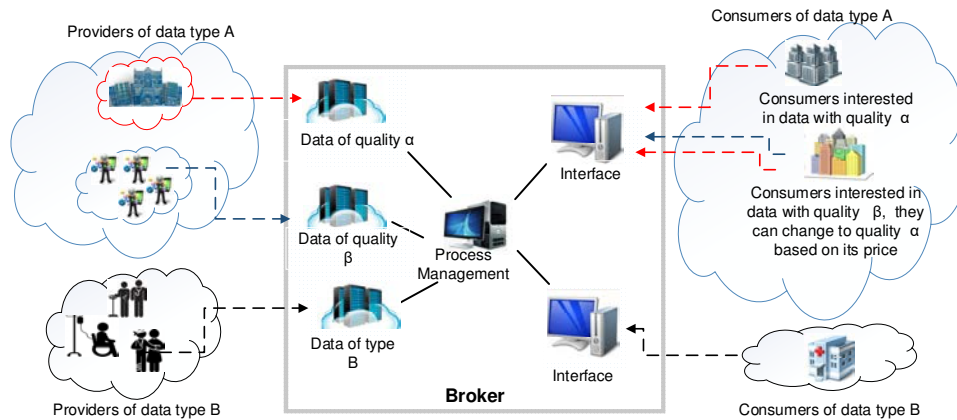 Providers of data type A
Data of quality α
Data of quality
β
Data of type
B
Providers of data type B
Process
Management
Interface
Interface
Broker
Consumers of data type A
Consumers interested
in data with quality α
Consumers interested in
data with quality β, they
can change to quality α
based on its price
Consumers of data type B